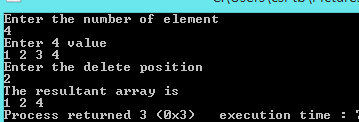 Enter the number of element
4
Enter 4 value
1 2 3 4
Enter the delete position
2
The resultant array is
1 2 4
Process returned 3 (0x3)   execution time :